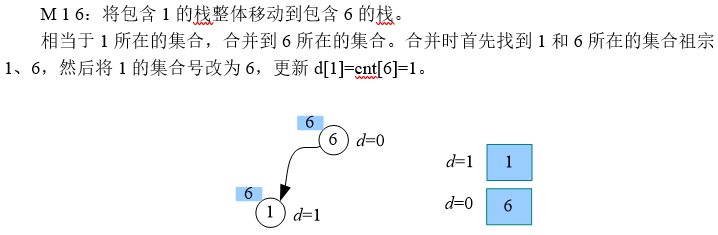 M 1 6：将包含 1 的栈整体移动到包含 6 的栈。
相当于 1 所在的集合，合并到 6 所在的集合。合并时首先找到 1 和 6 所在的集合祖宗
1、6，然后将 1 的集合号改为 6，更新 d[1]=cnt[6]=1。
6
6 d=0
6
1 d=1
d=1 1
d=0 6